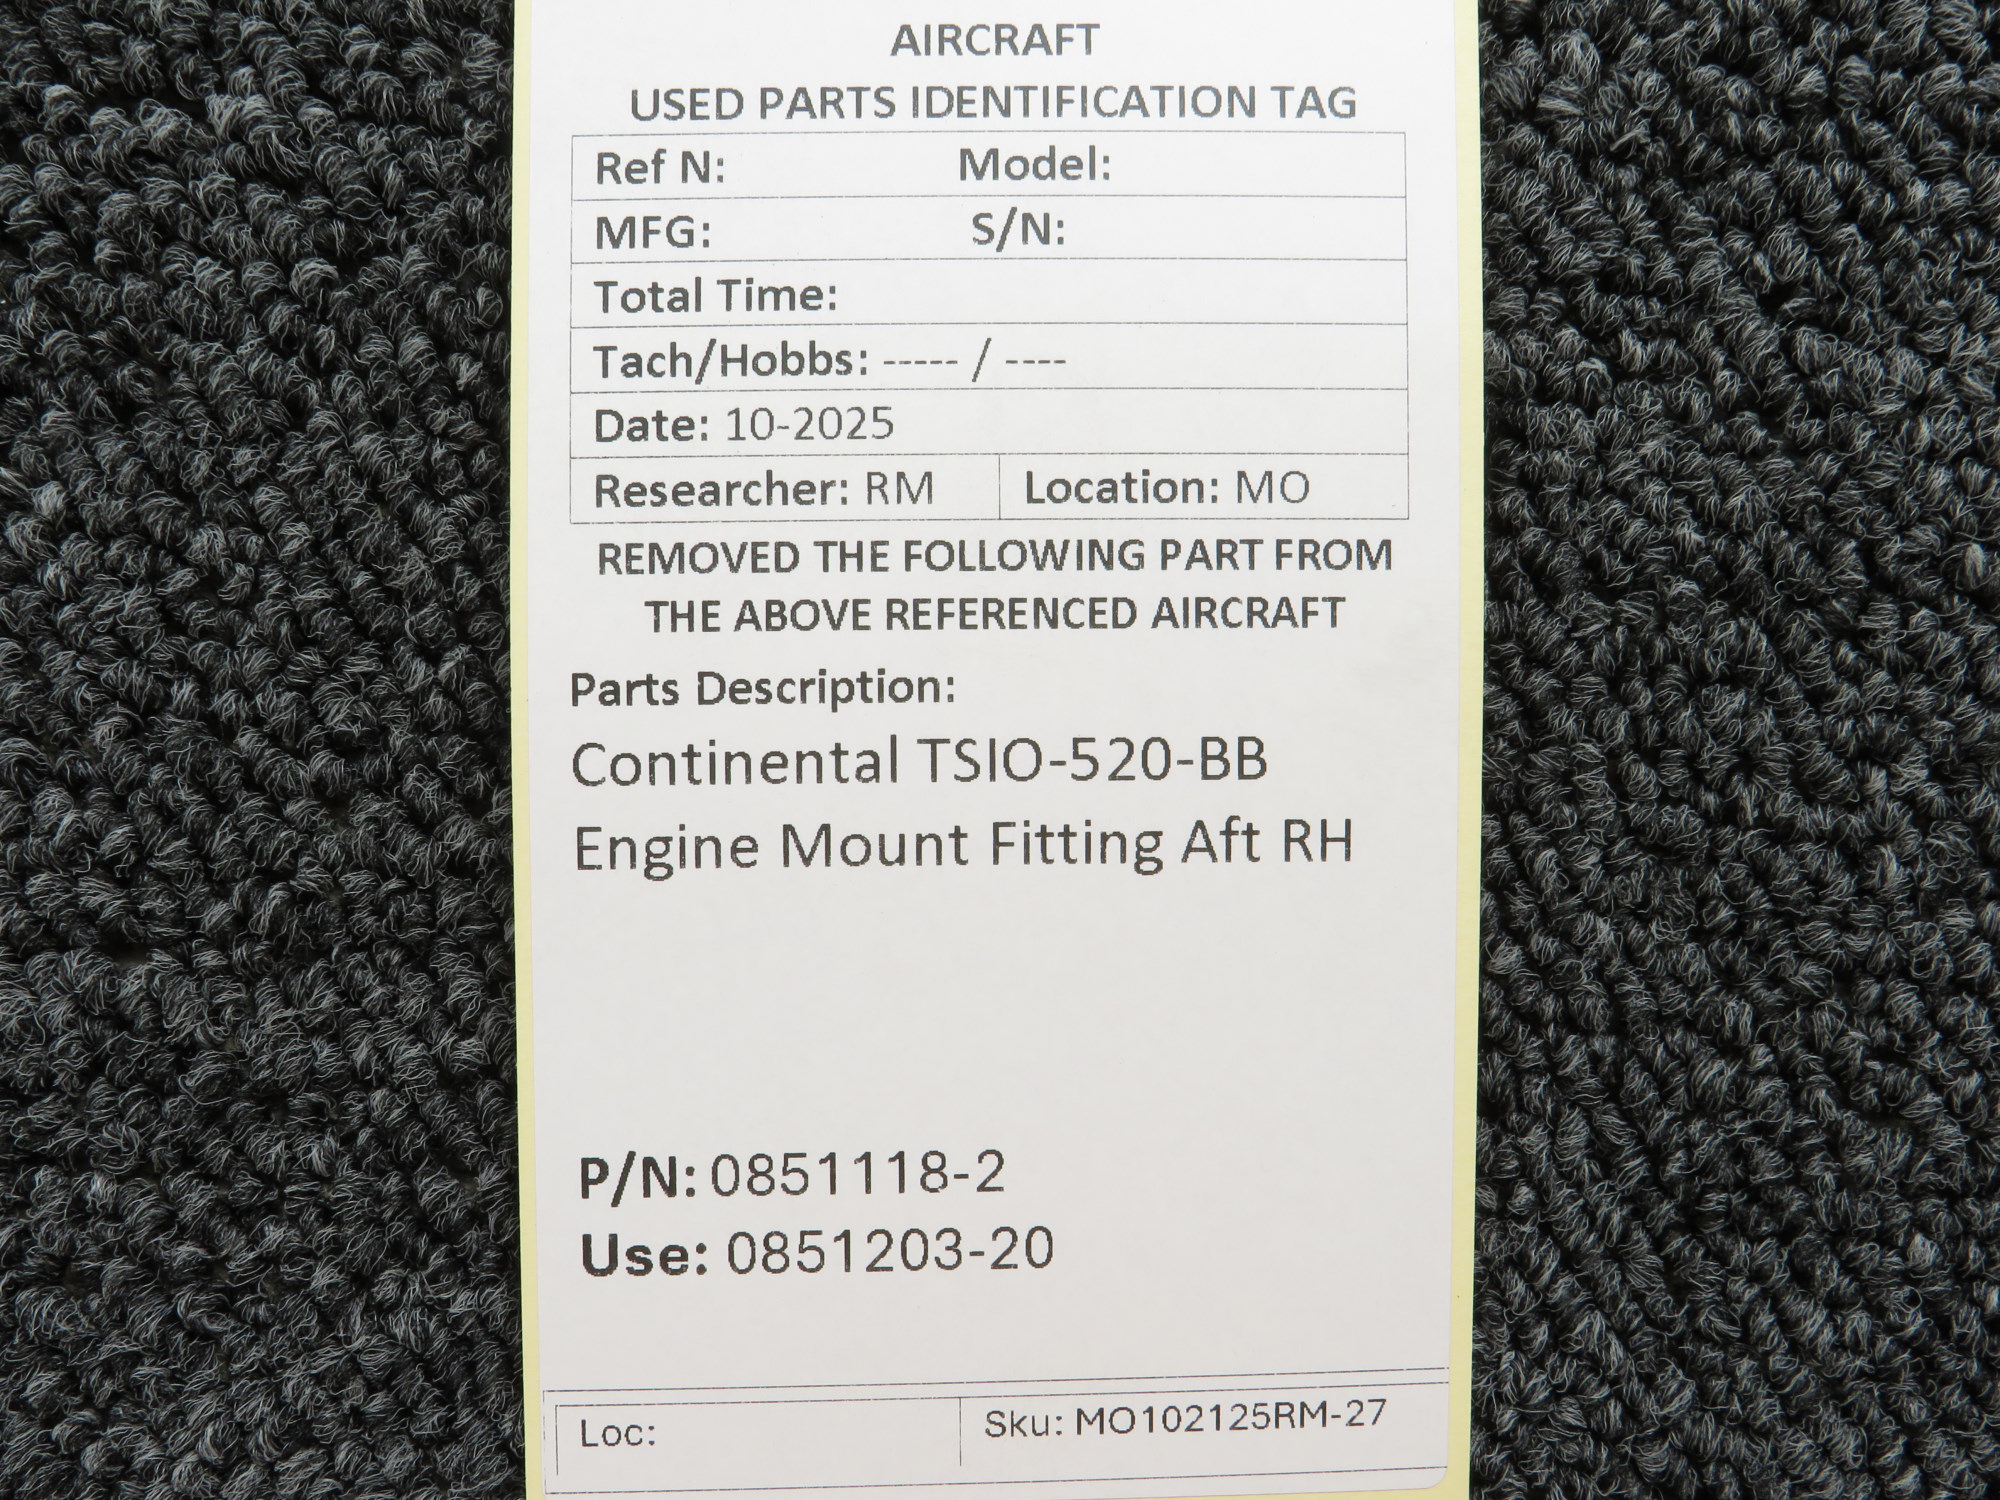 AIRCRAFT
USED PARTS IDENTIFICATION TAG
Ref N: Model:
MFG: S/N:
Total Time:
Tach/Hobbs: ----- / ----
Date: 10-2025
Researcher: RM Location: MO
REMOVED THE FOLLOWING PART FROM
THE ABOVE REFERENCED AIRCRAFT
Parts Description:
Continental TSIO-520-BB
Engine Mount Fitting Aft RH
P/N: 0851118-2
Use: 0851203-20
Loc: Sku: MO102125RM-27